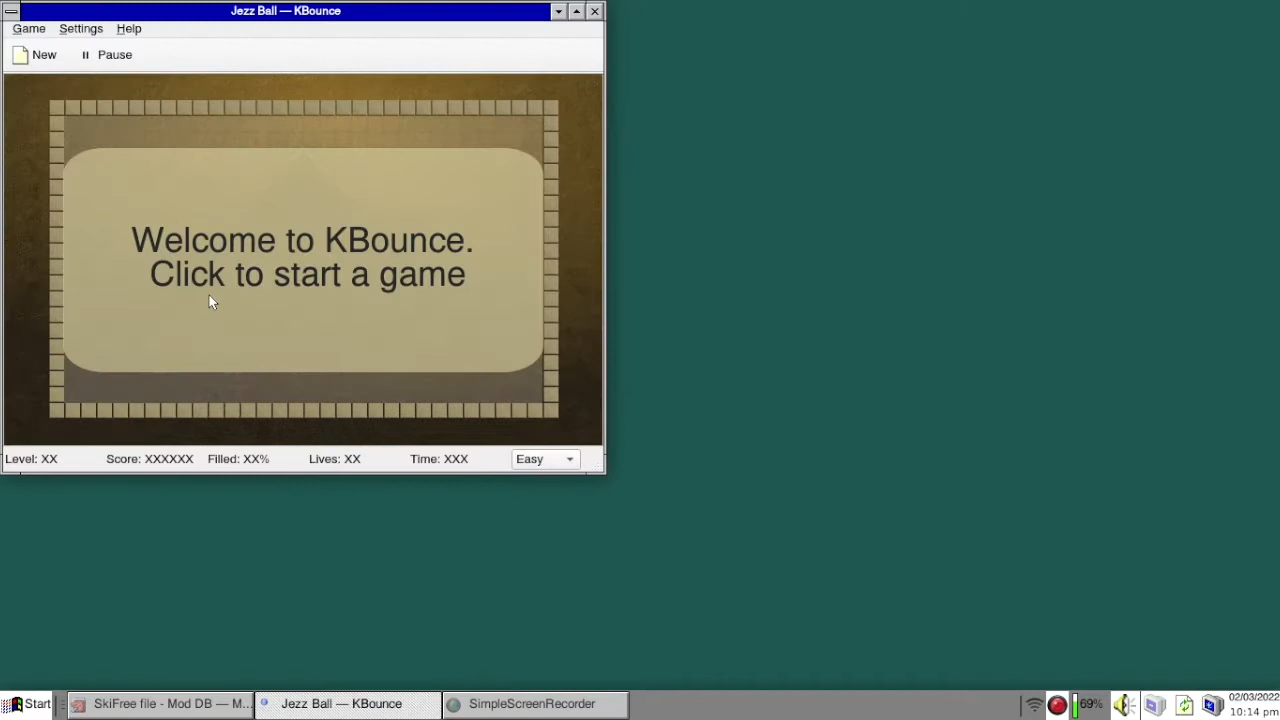 Jezz Ball — KBounce
Game Settings Help
New Pause
Welcome to KBounce.
Click to start a game
Level: XX Score: XXXXXX Filled: XX% Lives: XX Time: XXX Easy
Start SkiFree file - Mod DB — M... Jezz Ball — KBounce SimpleScreenRecorder 69% 02/03/2022
10:14 pm